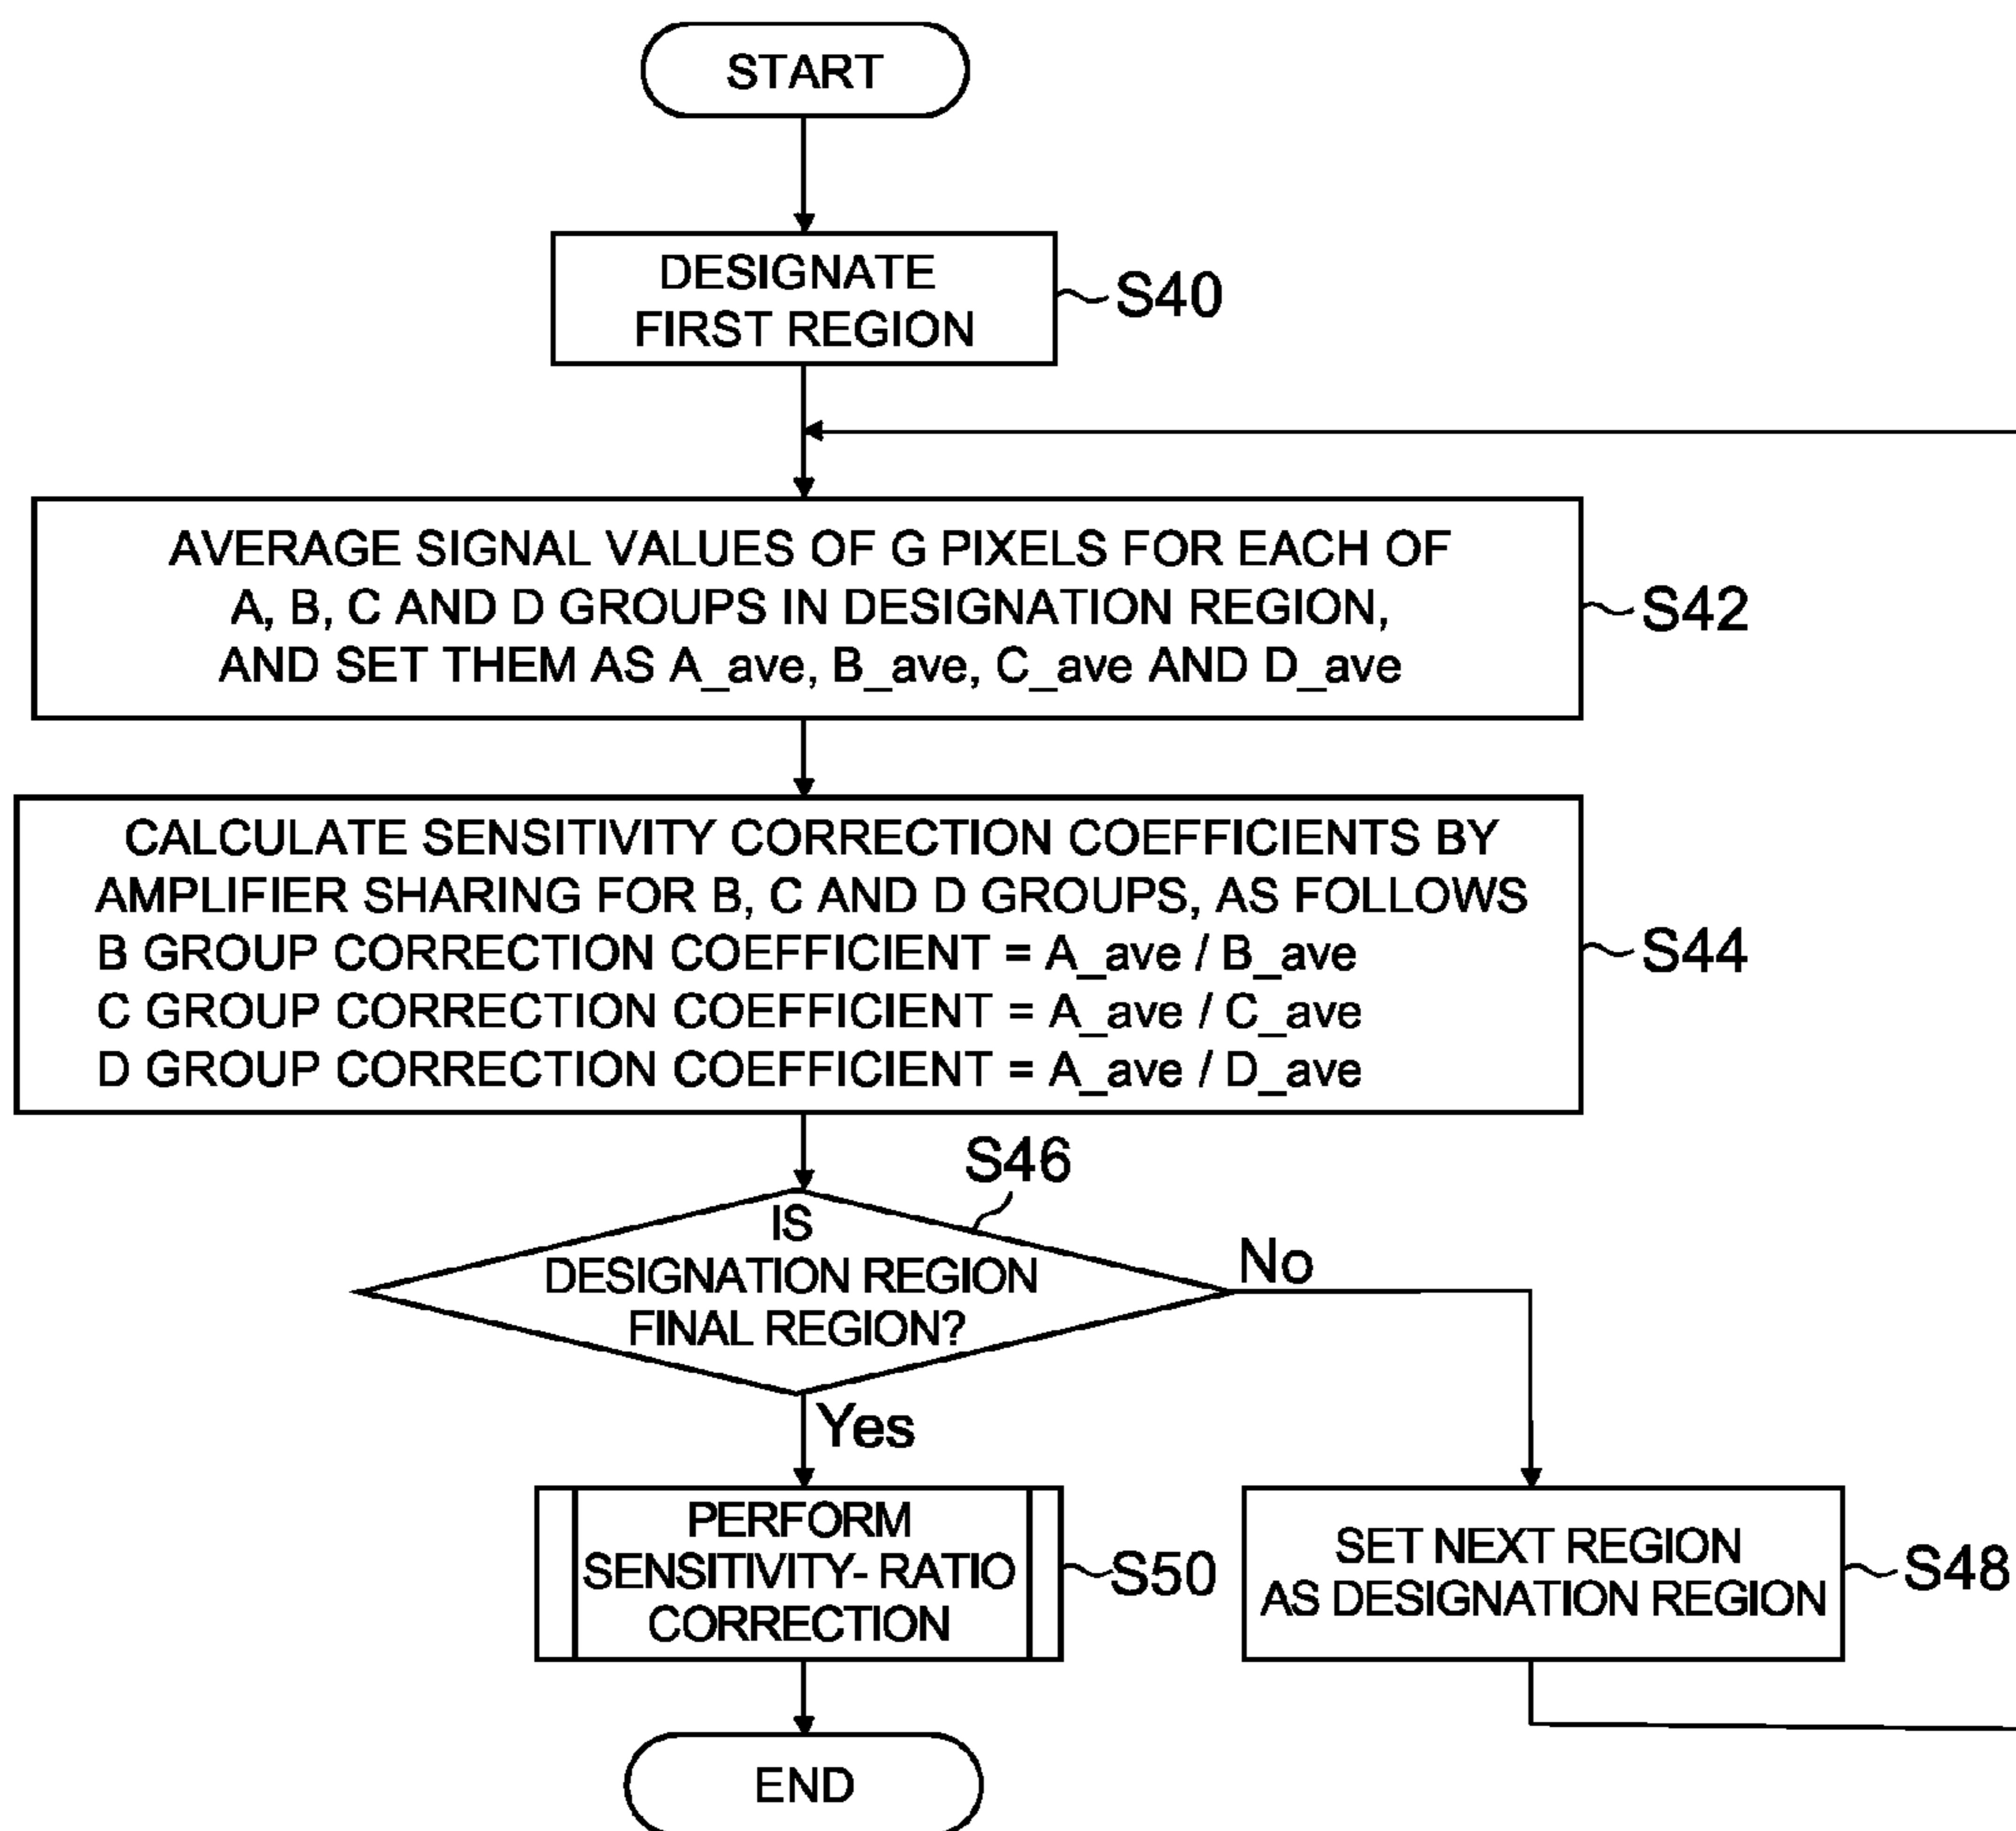 START
DESIGNATE
FIRST REGION
S40
AVERAGE SIGNAL VALUES OF G PIXELS FOR EACH OF
A, B, C AND D GROUPS IN DESIGNATION REGION,
AND SET THEM AS A_ave, B_ave, C_ave AND D_ave
S42
CALCULATE SENSITIVITY CORRECTION COEFFICIENTS BY
AMPLIFIER SHARING FOR B, C AND D GROUPS, AS FOLLOWS
B GROUP CORRECTION COEFFICIENT = A_ave / B_ave
C GROUP CORRECTION COEFFICIENT = A_ave / C_ave
D GROUP CORRECTION COEFFICIENT = A_ave / D_ave
S44
S46
IS
DESIGNATION REGION
FINAL REGION?
No
Yes
PERFORM
SENSITIVITY- RATIO
CORRECTION
S50
SET NEXT REGION
AS DESIGNATION REGION
S48
END